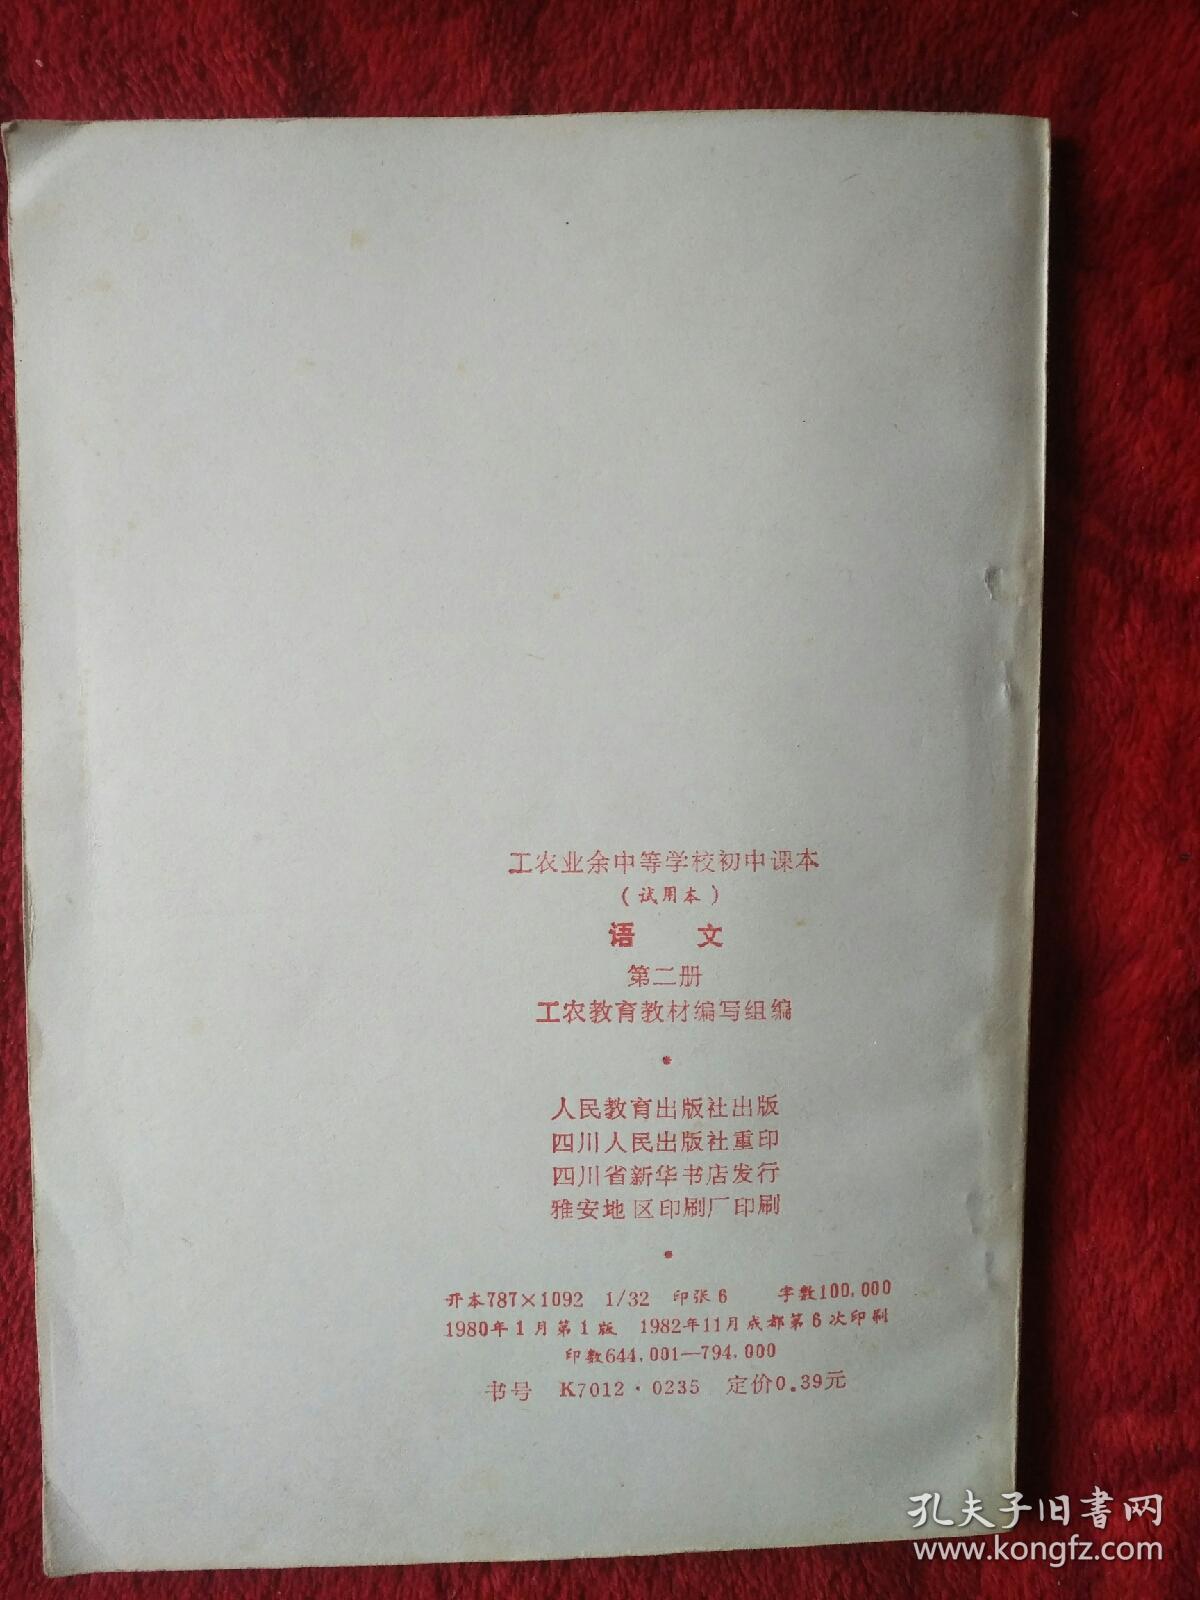 工农业余中等学校初中课本
(试用本)
语 文
第二册
工农教育教材编写组编
人民教育出版社出版
四川人民出版社重印
四川省新华书店发行
雅安地区印刷厂印刷
开本787×1092 1/32 印张6 字数100,000
1980年1月第1版 1982年11月成都第6次印刷
印数644,001—794,000
书号 K7012·0235 定价0.39元
孔夫子旧書网
www.kongfz.com